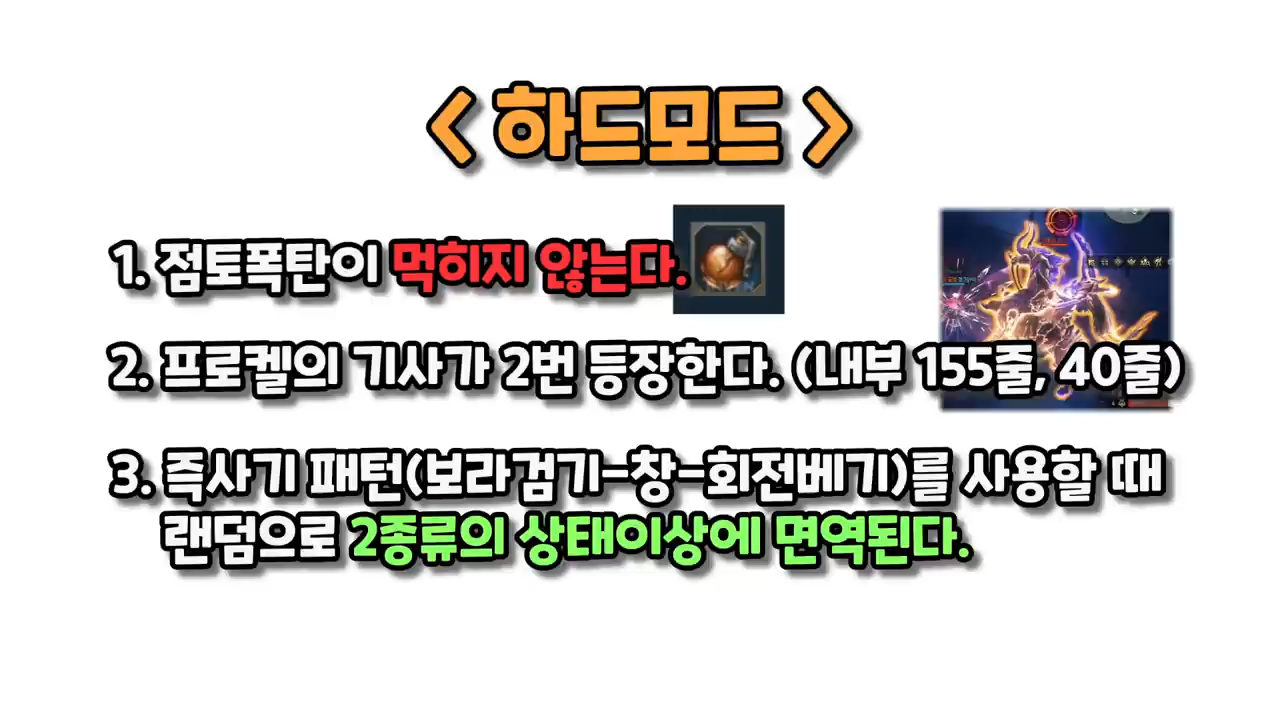 < 하드모드 >
1. 점토폭탄이 먹히지 않는다.
2. 프로켈의 기사가 2번 등장한다. (내부 155줄, 40줄)
3. 즉사기 패턴(보라검기-창-회전베기)를 사용할 때
랜덤으로 2종류의 상태이상에 면역된다.